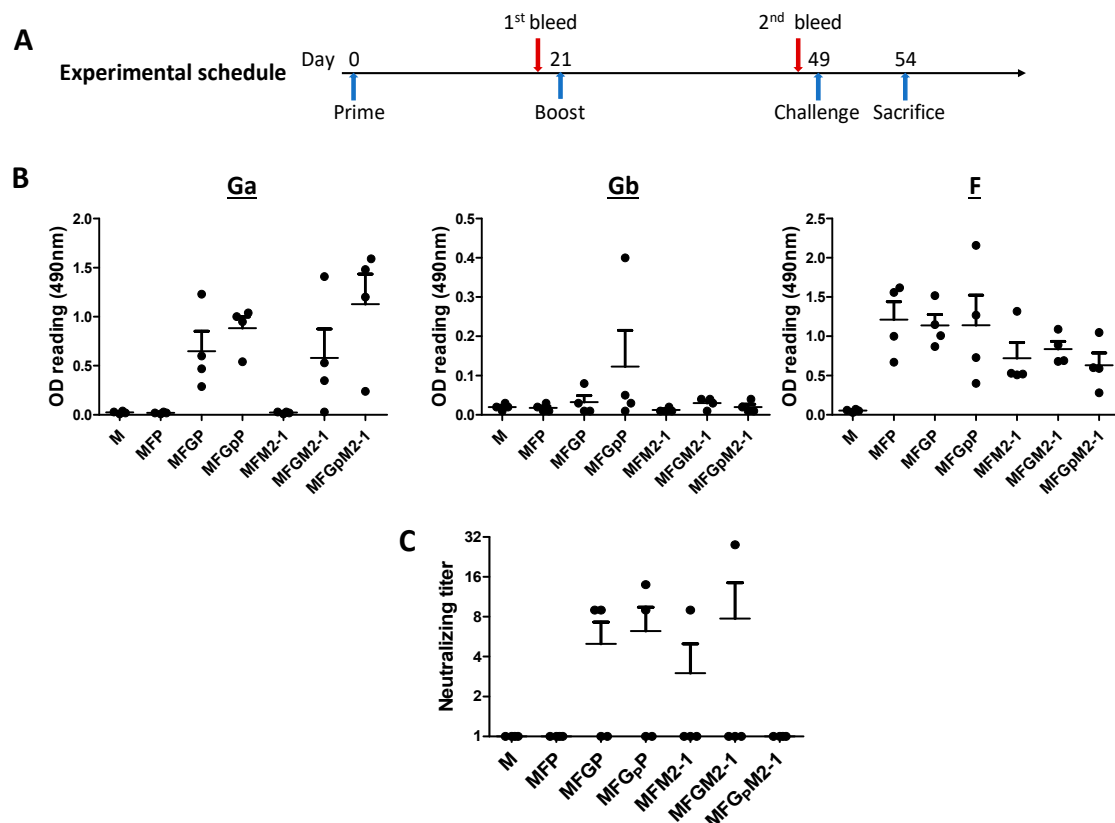 A
Experimental schedule
1st bleed
2nd bleed
Day 0 21 49 54
Prime Boost Challenge Sacrifice
B
Ga
OD reading (490nm)
2.0
1.5
1.0
0.5
0.0
M MFP MFGP MFGpP MFM2-1 MFGM2-1 MFGpM2-1
Gb
OD reading (490nm)
0.5
0.4
0.3
0.2
0.1
0.0
M MFP MFGP MFGpP MFM2-1 MFGM2-1 MFGpM2-1
F
OD reading (490nm)
2.5
2.0
1.5
1.0
0.5
0.0
M MFP MFGP MFGpP MFM2-1 MFGM2-1 MFGpM2-1
C
Neutralizing titer
32
16
8
4
2
1
M MFP MFGP MFGPP MFM2-1 MFGM2-1 MFGPM2-1